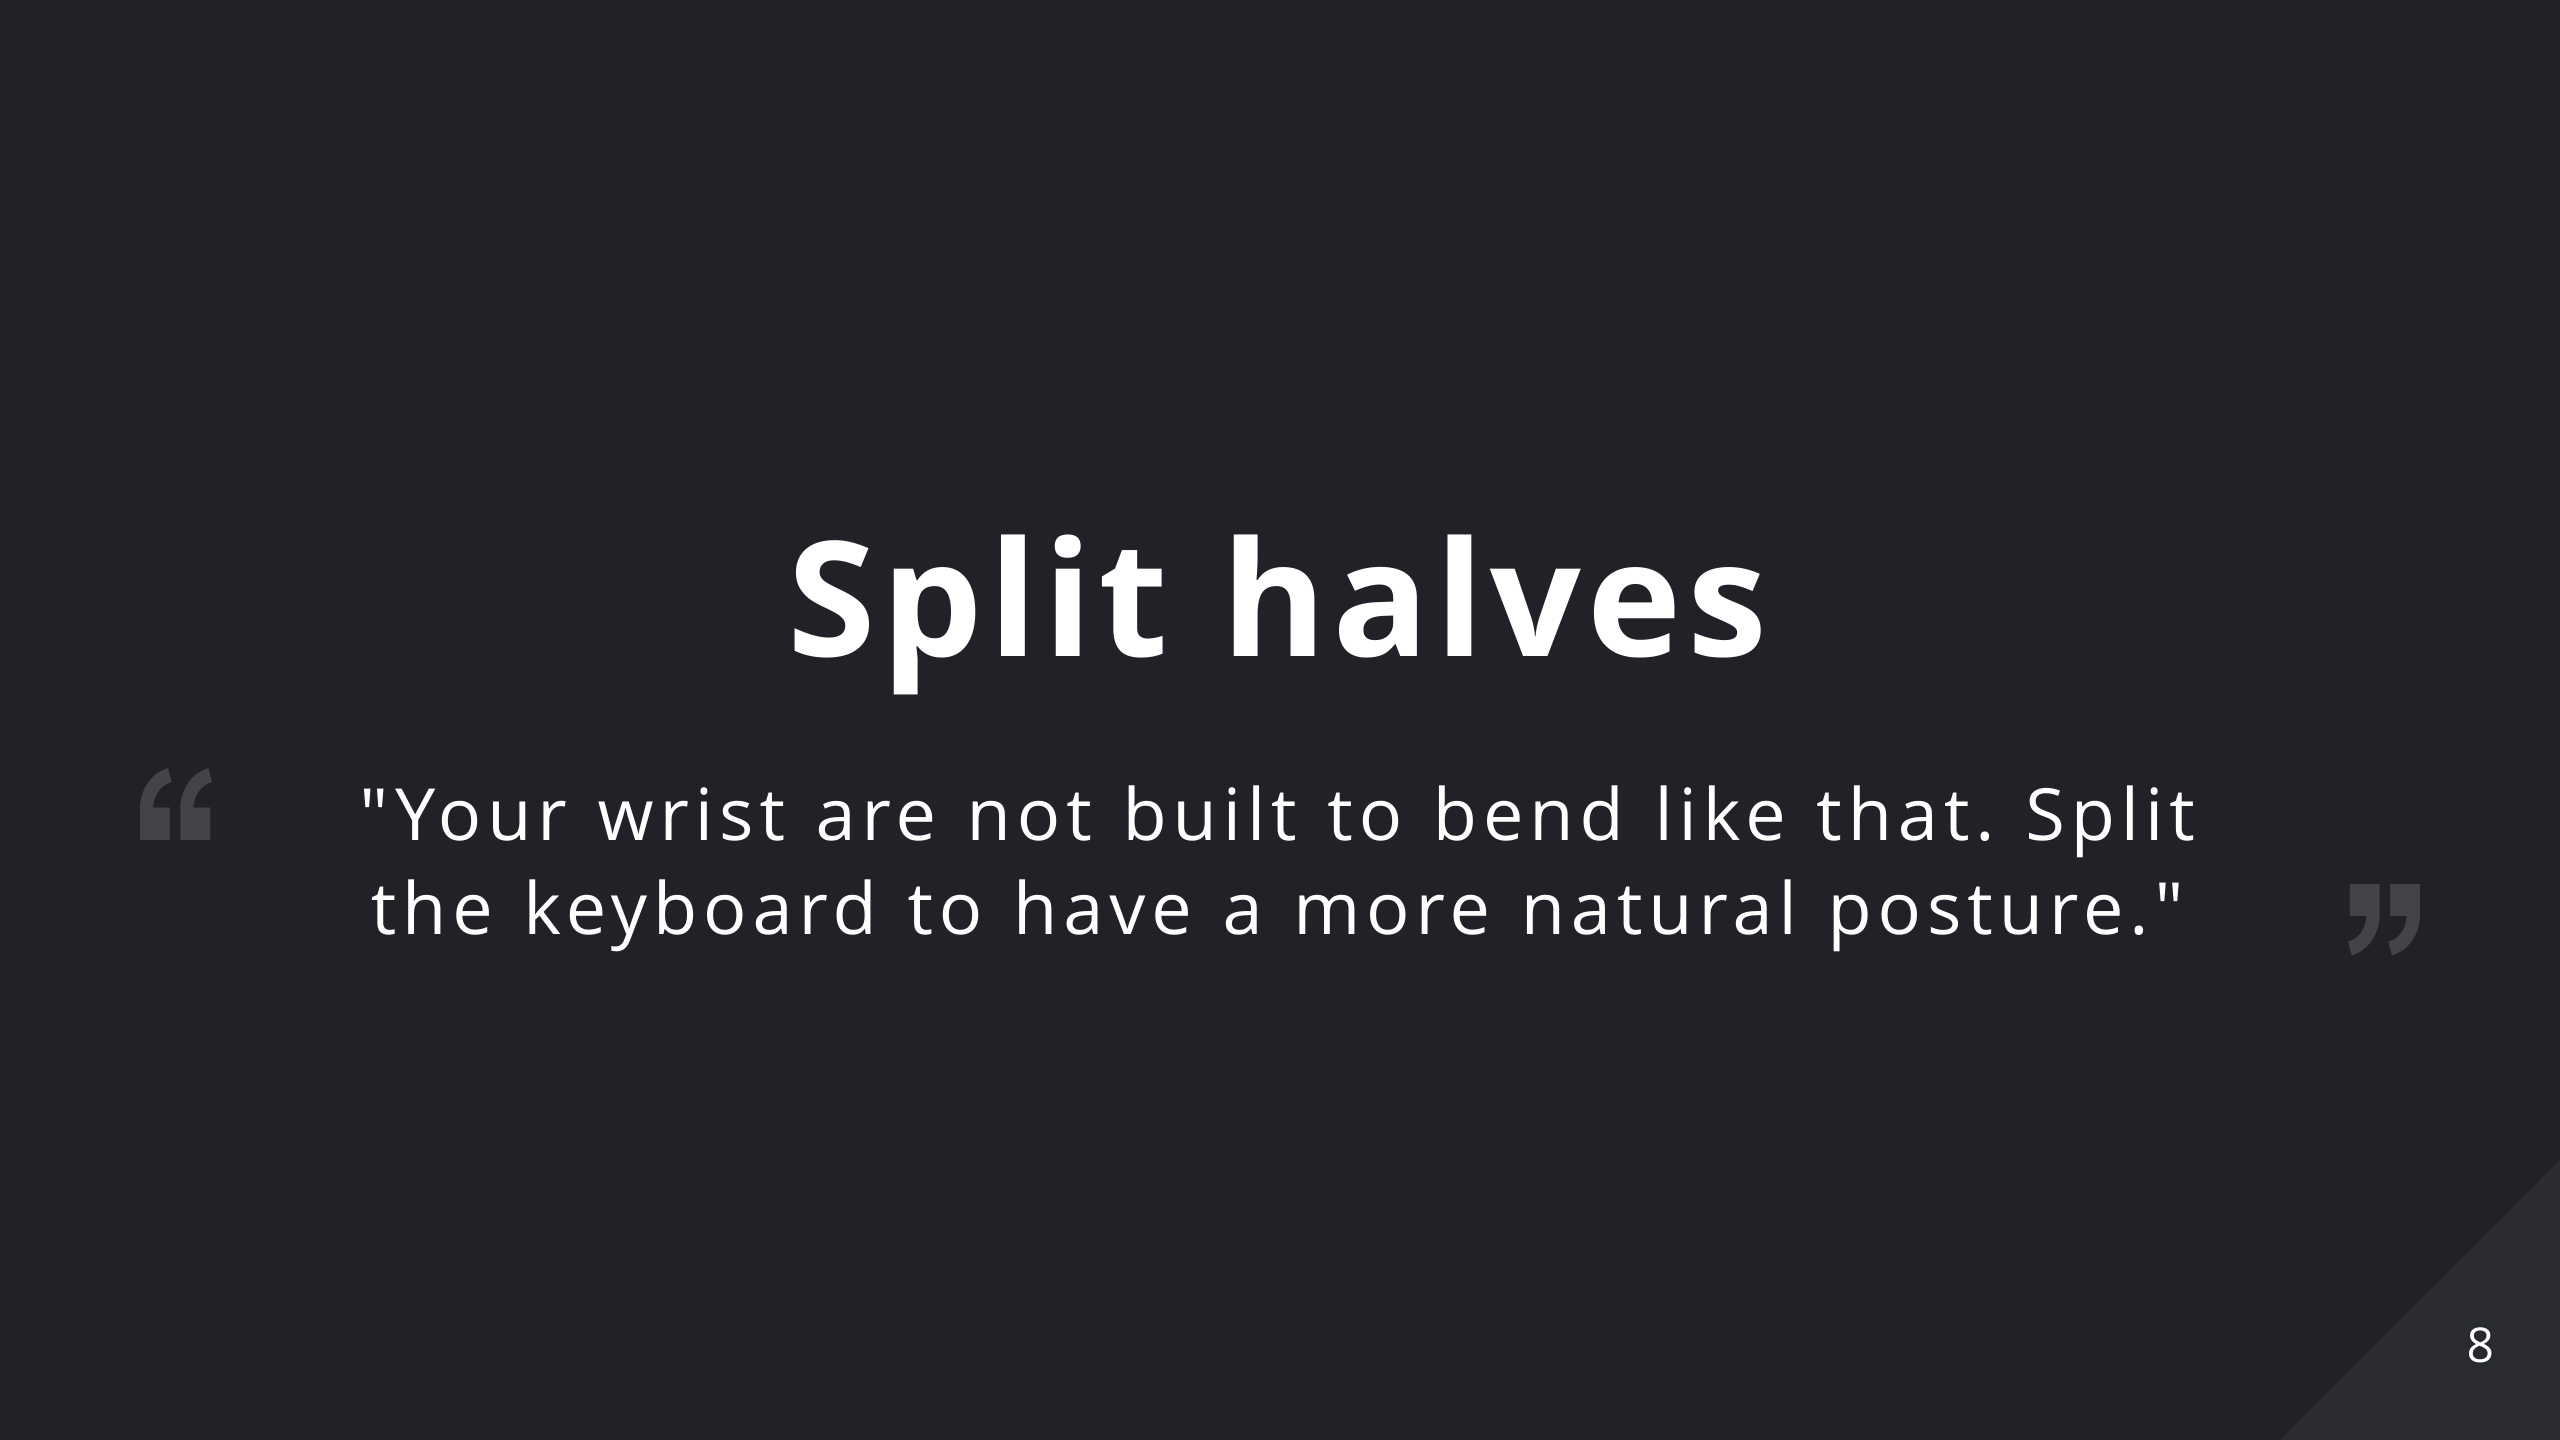 Split halves
“
"Your wrist are not built to bend like that. Split
the keyboard to have a more natural posture."
”
8